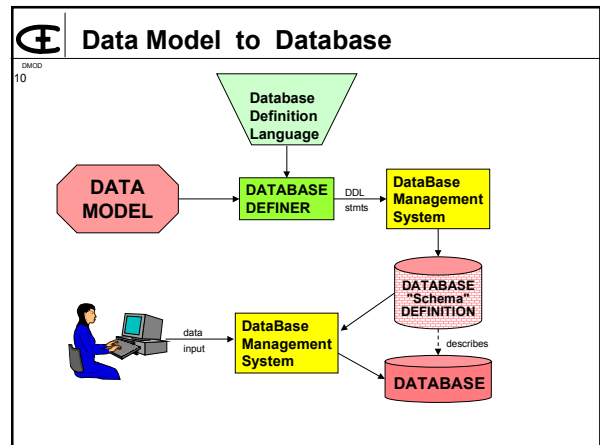 Data Model to Database
DMOD
10
Database
Definition
Language
DATA
MODEL
DATABASE
DEFINER
DDL
stmts
DataBase
Management
System
DATABASE
"Schema"
DEFINITION
data
input
DataBase
Management
System
describes
DATABASE